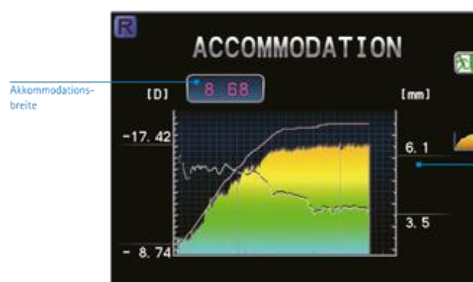 R
ACCOMMODATION
Akkommodations-
breite
[D]
8.68
[mm]
-17.42
6.1
3.5
- 8.74